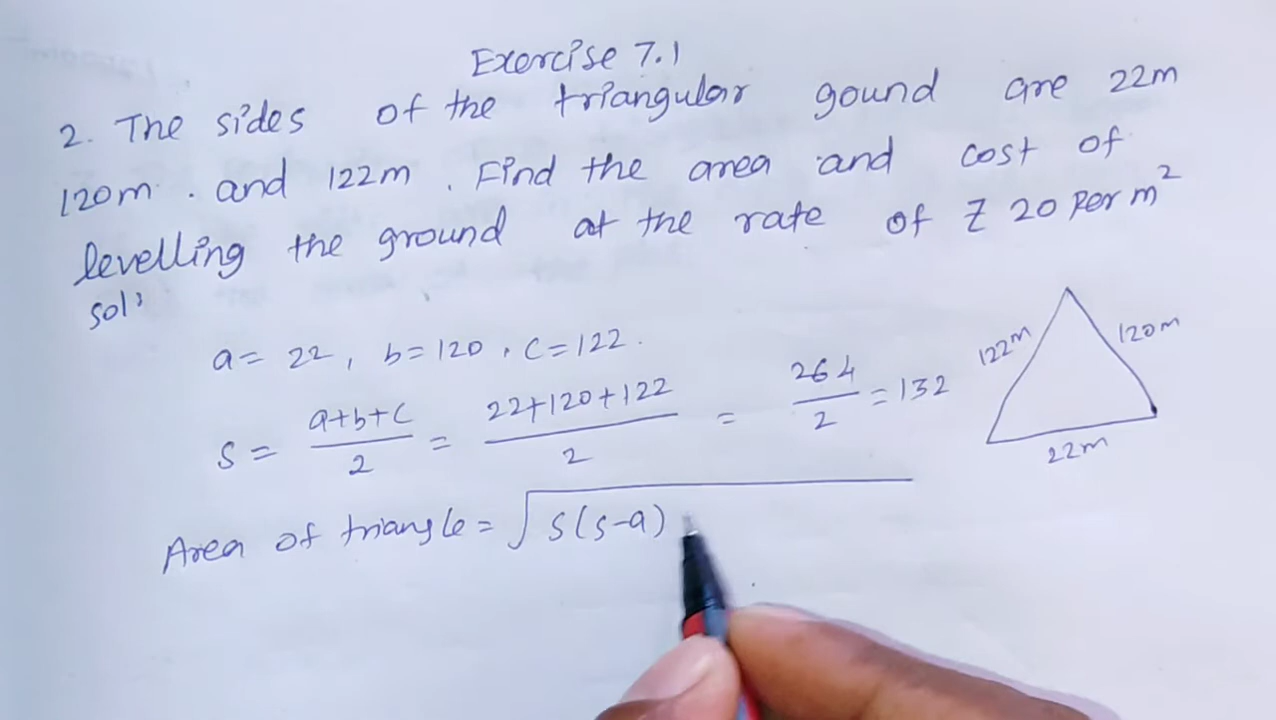 Exercise 7.1
2. The sides of the triangular gound are 22m
120m . and 122m . Find the area and cost of
levelling the ground at the rate of ₹ 20 Per m²
sol:
a = 22 , b = 120 , c = 122 .
S = a+b+c/2 = 22+120+122/2 = 264/2 = 132
122m
120m
22m
Area of triangle = √s(s-a)